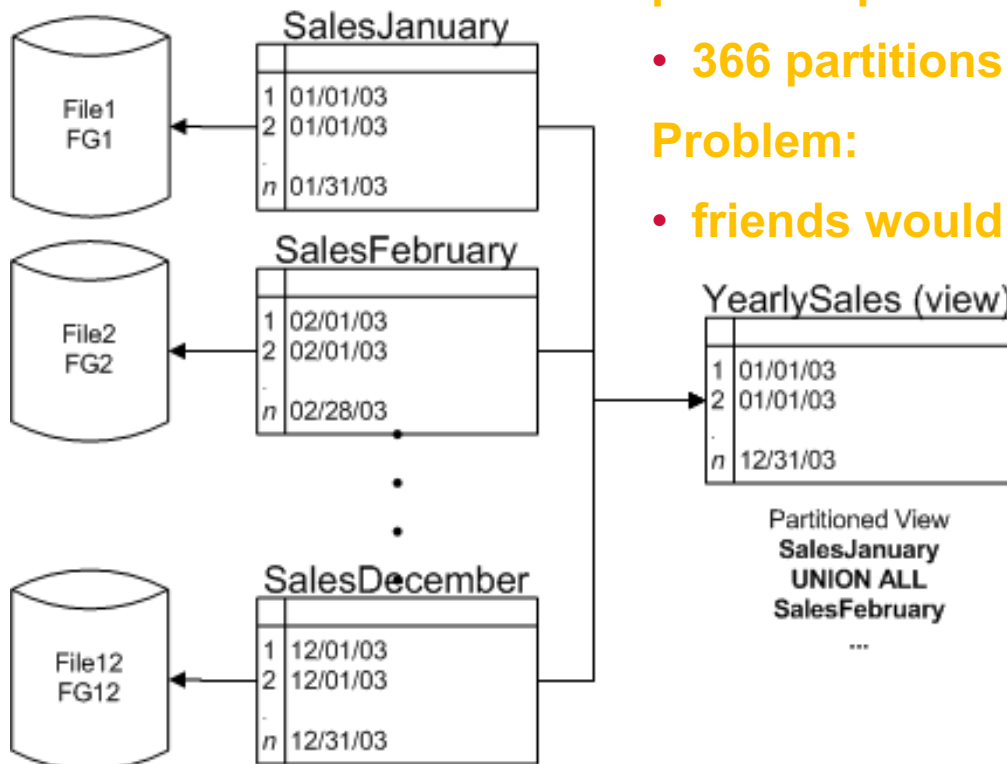 SalesJanuary
File1
FG1
1 01/01/03
2 01/01/03
.
n 01/31/03
SalesFebruary
File2
FG2
1 02/01/03
2 02/01/03
.
n 02/28/03
SalesDecember
File12
FG12
1 12/01/03
2 12/01/03
.
n 12/31/03
• 366 partitions
Problem:
• friends would
YearlySales (view)
1 01/01/03
2 01/01/03
.
n 12/31/03
Partitioned View
SalesJanuary
UNION ALL
SalesFebruary
...